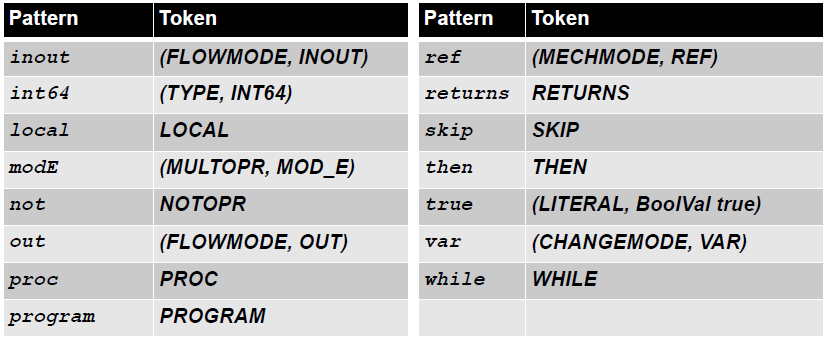 Pattern Token
inout (FLOWMODE, INOUT)
int64 (TYPE, INT64)
local LOCAL
modE (MULTOPR, MOD_E)
not NOTOPR
out (FLOWMODE, OUT)
proc PROC
program PROGRAM
Pattern Token
ref (MECHMODE, REF)
returns RETURNS
skip SKIP
then THEN
true (LITERAL, BoolVal true)
var (CHANGEMODE, VAR)
while WHILE